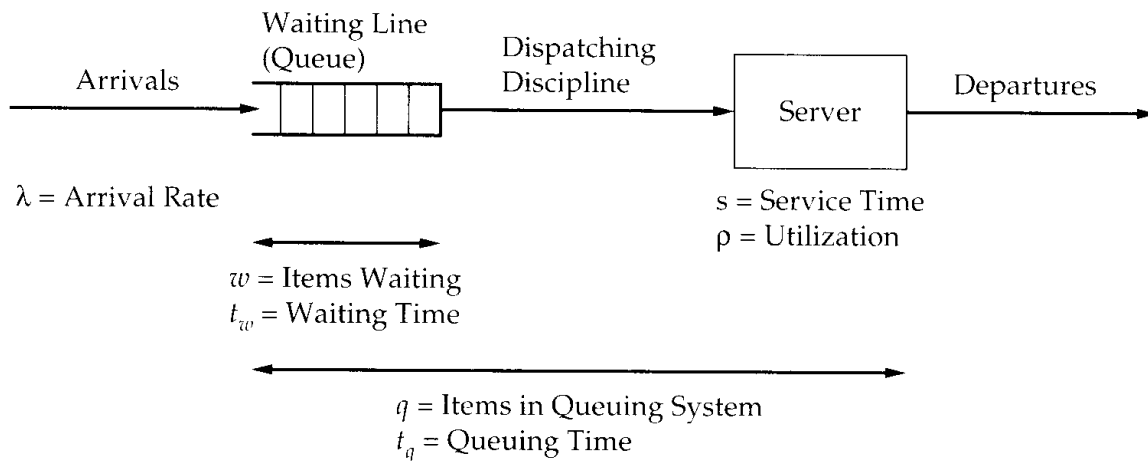 Waiting Line
(Queue)
Arrivals
Dispatching
Discipline
Server
Departures
λ = Arrival Rate
s = Service Time
ρ = Utilization
w = Items Waiting
t_w = Waiting Time
q = Items in Queuing System
t_q = Queuing Time